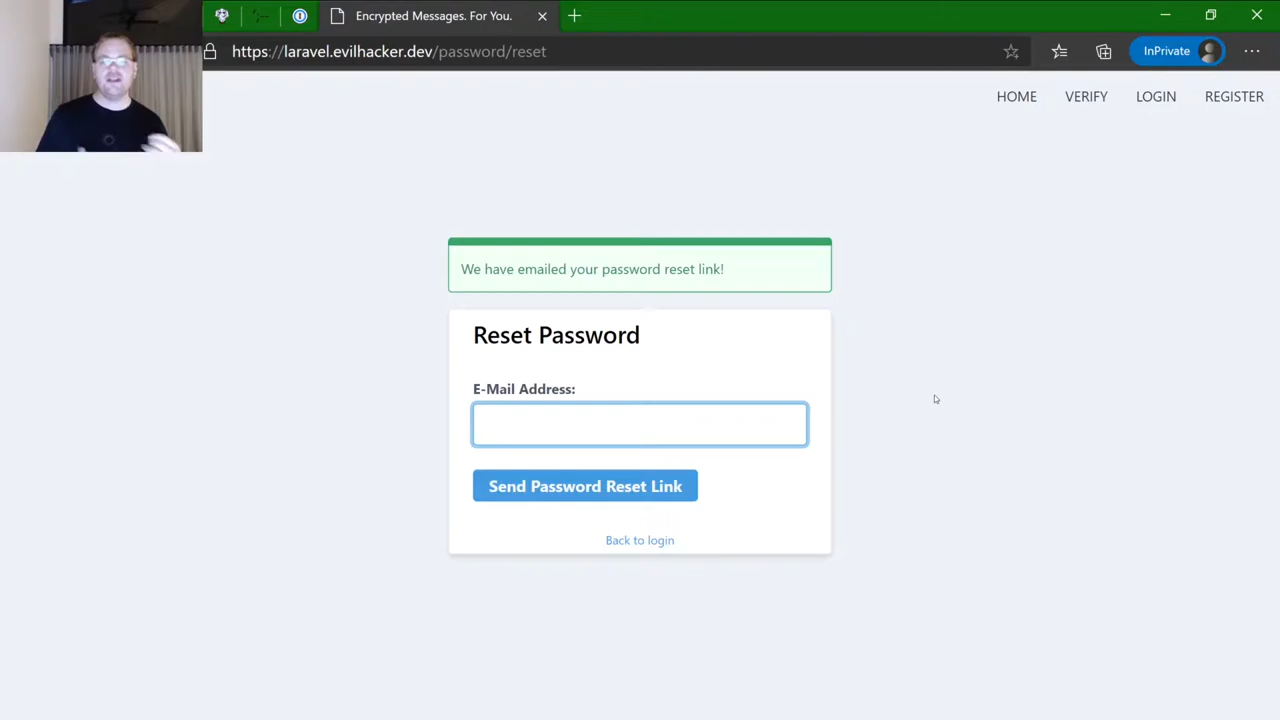 Encrypted Messages. For You.
https://laravel.evilhacker.dev/password/reset
InPrivate
HOME VERIFY LOGIN REGISTER
We have emailed your password reset link!
Reset Password
E-Mail Address:
Send Password Reset Link
Back to login